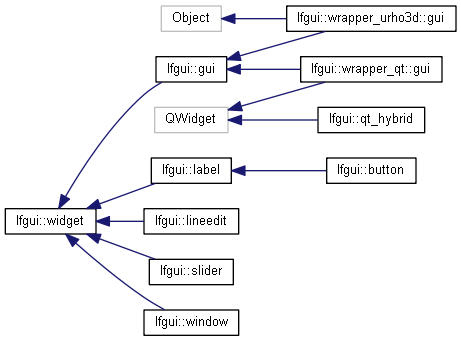 Object
lfgui::wrapper_urho3d::gui
lfgui::gui
lfgui::wrapper_qt::gui
QWidget
lfgui::qt_hybrid
lfgui::label
lfgui::button
lfgui::widget
lfgui::lineedit
lfgui::slider
lfgui::window